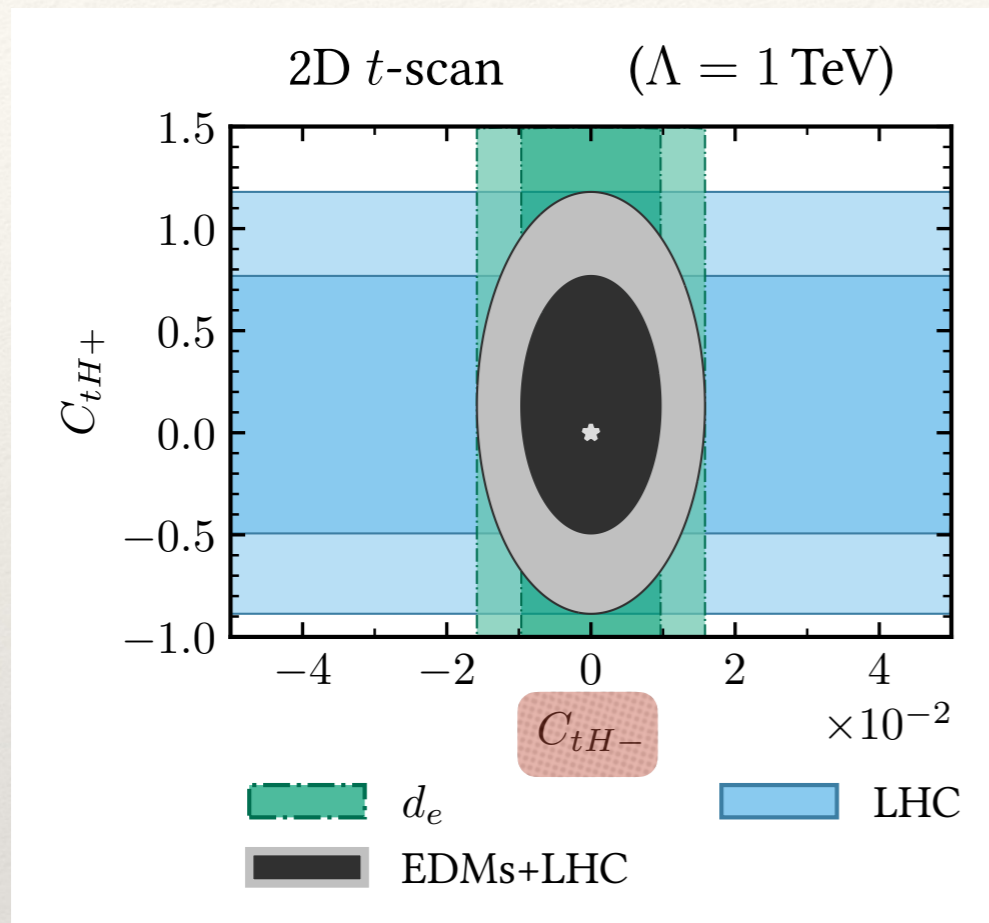 2D t-scan (Λ = 1 TeV)
1.5
1.0
0.5
0.0
−0.5
−1.0
C_{tH+}
−4 −2 0 2 4
×10^{−2}
C_{tH−}
d_e LHC
EDMs+LHC